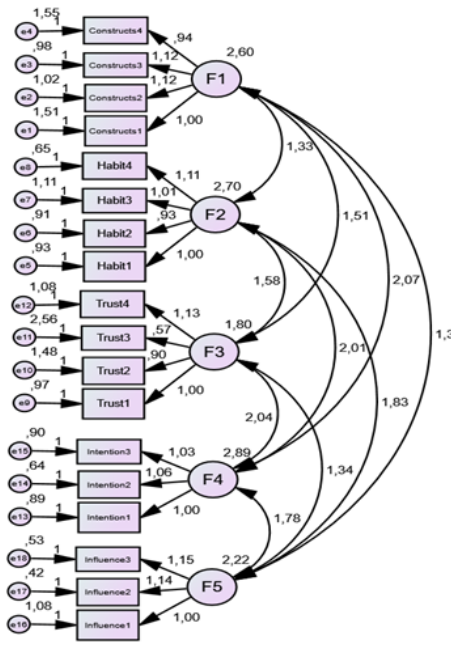 1,55
e4 1 Constructs4 ,94
,98
e3 1 Constructs3 1,12 F1 2,60
1,02
e2 1 Constructs2 1,12
1,51
e1 1 Constructs1 1,00
1,33
,65
e8 1 Habit4 1,11
1,11
e7 1 Habit3 1,01 F2 2,70
,91
e6 1 Habit2 ,93
,93
e5 1 Habit1 1,00
1,51
1,58
2,07
1,08
e12 1 Trust4 1,13
2,56
e11 1 Trust3 ,57 F3 1,80
1,48
e10 1 Trust2 ,90
,97
e9 1 Trust1 1,00
2,01
1,3
1,83
2,04
,90
e15 1 Intention3 1,03
,64
e14 1 Intention2 1,06 F4 2,89
,89
e13 1 Intention1 1,00
1,34
1,78
,53
e18 1 Influence3 1,15
,42
e17 1 Influence2 1,14 F5 2,22
1,08
e16 1 Influence1 1,00